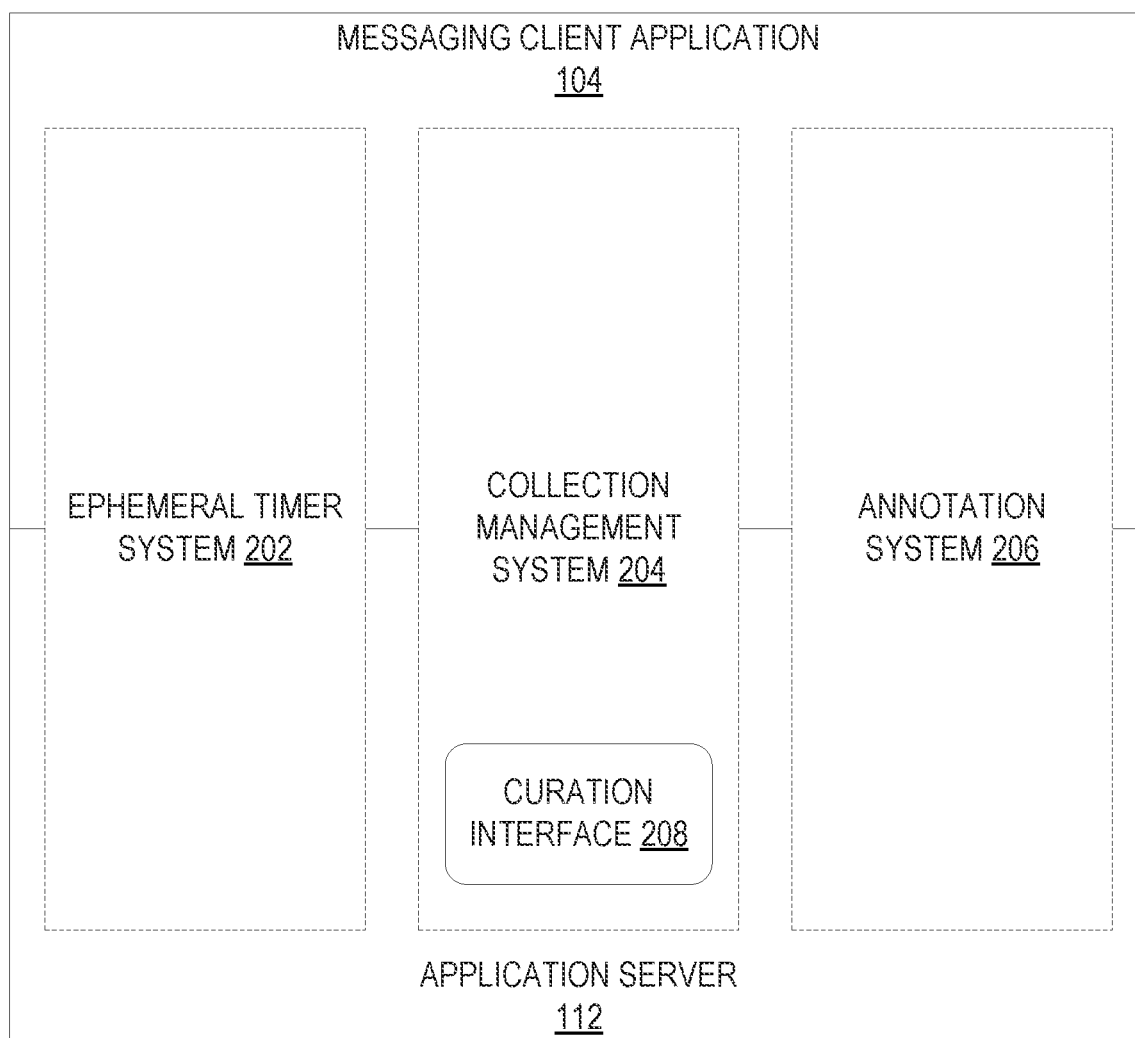 MESSAGING CLIENT APPLICATION
104
EPHEMERAL TIMER
SYSTEM 202
COLLECTION
MANAGEMENT
SYSTEM 204
ANNOTATION
SYSTEM 206
CURATION
INTERFACE 208
APPLICATION SERVER
112